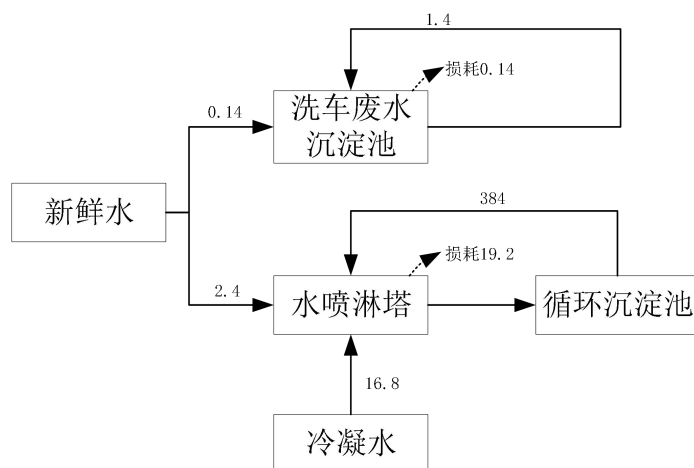 1.4
损耗0.14
洗车废水
沉淀池
0.14
新鲜水
384
损耗19.2
2.4
水喷淋塔
循环沉淀池
16.8
冷凝水